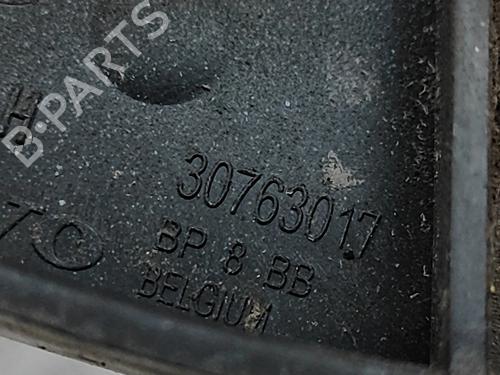 B·PARTS
H
30763017
BP 8 BB
BELGIUM